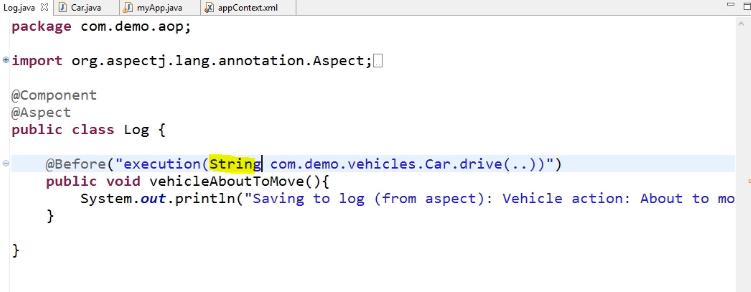 Log.java Car.java myApp.java appContext.xml
package com.demo.aop;
import org.aspectj.lang.annotation.Aspect;
@Component
@Aspect
public class Log {
@Before("execution(String com.demo.vehicles.Car.drive(..))")
public void vehicleAboutToMove(){
System.out.println("Saving to log (from aspect): Vehicle action: About to mo
}
}